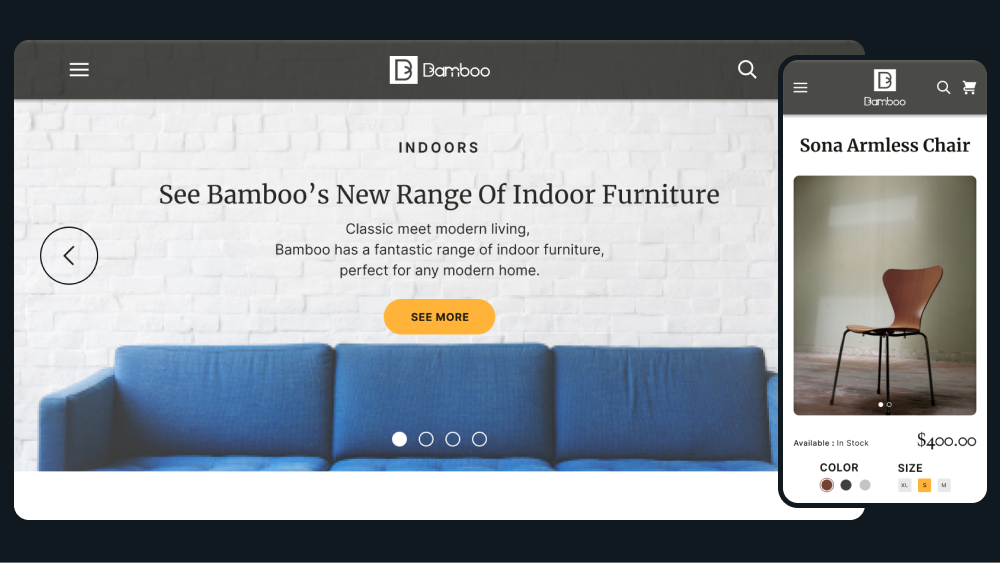 Bamboo
INDOORS
See Bamboo’s New Range Of Indoor Furniture
Classic meet modern living,
Bamboo has a fantastic range of indoor furniture,
perfect for any modern home.
SEE MORE
Bamboo
Sona Armless Chair
Available : In Stock
$400.00
COLOR
SIZE
XL S M